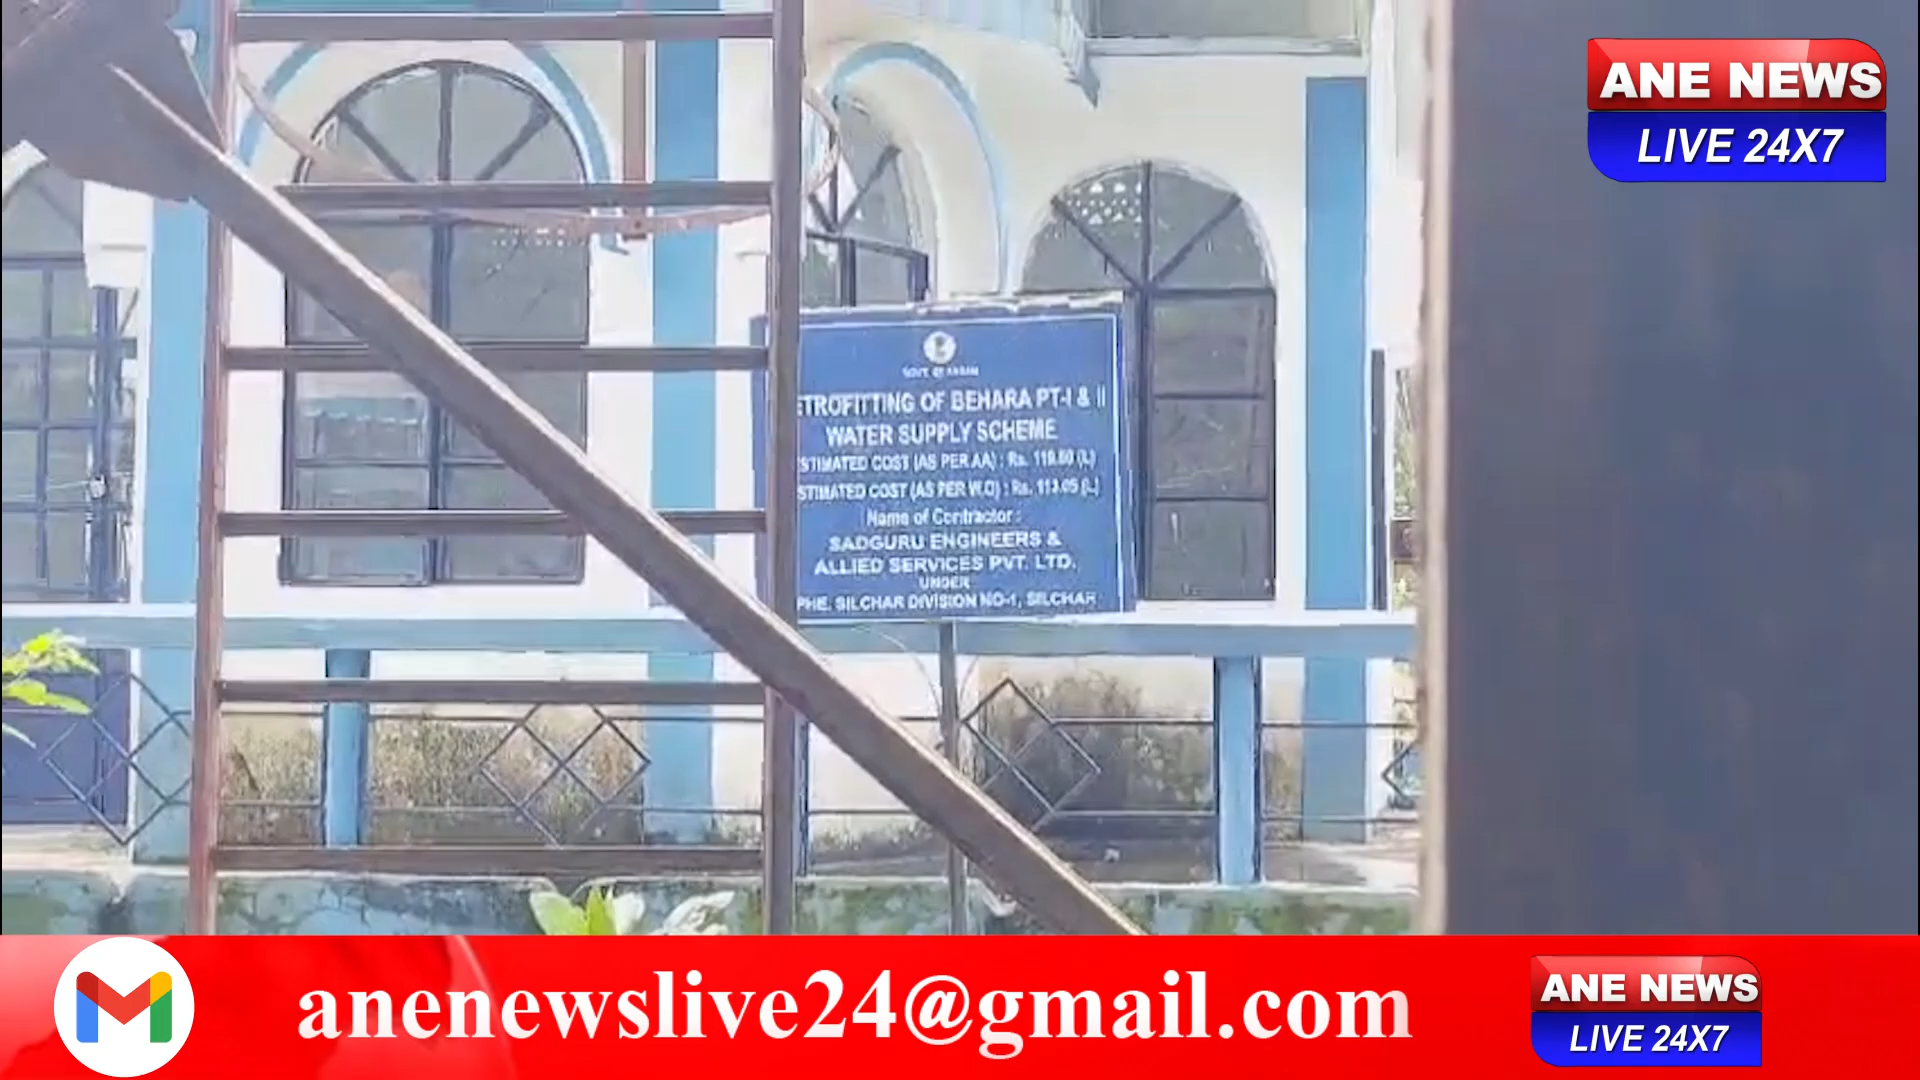 ANE NEWS
LIVE 24X7
GOVT. OF ASSAM
ETROFITTING OF BEHARA PT-I & II
WATER SUPPLY SCHEME
STIMATED COST (AS PER AA) : Rs. (L)
STIMATED COST (AS PER W.O) : Rs. 113.05 (L)
Name of Contractor :
SADGURU ENGINEERS &
ALLIED SERVICES PVT. LTD.
UNDER
PHE. SILCHAR DIVISION NO-1, SILCHAR
anenewslive24@gmail.com
ANE NEWS
LIVE 24X7